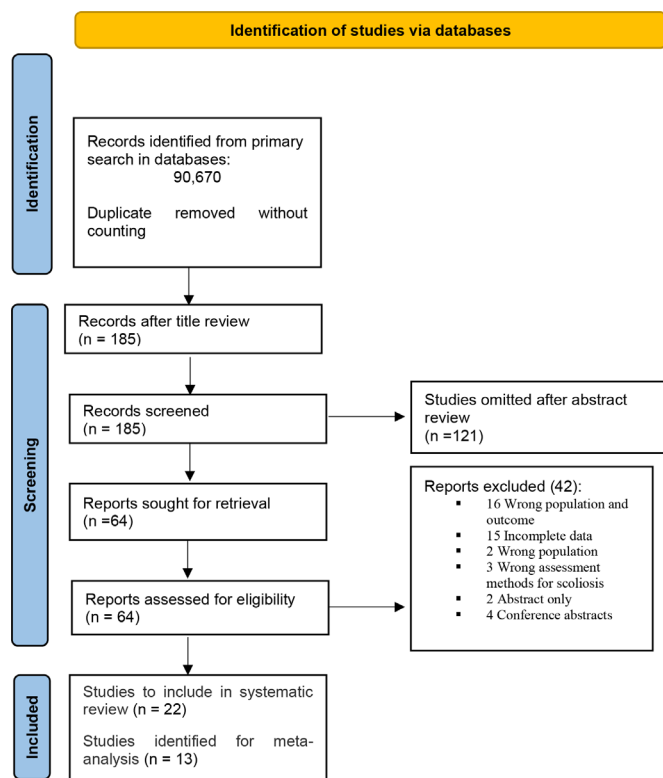 Identification of studies via databases
Identification
Records identified from primary
search in databases:
90,670
Duplicate removed without
counting
Screening
Records after title review
(n = 185)
Records screened
(n = 185)
Studies omitted after abstract
review
(n =121)
Reports sought for retrieval
(n =64)
Reports excluded (42):
▪ 16 Wrong population and
outcome
▪ 15 Incomplete data
▪ 2 Wrong population
▪ 3 Wrong assessment
methods for scoliosis
▪ 2 Abstract only
▪ 4 Conference abstracts
Reports assessed for eligibility
(n = 64)
Included
Studies to include in systematic
review (n = 22)
Studies identified for meta-
analysis (n = 13)